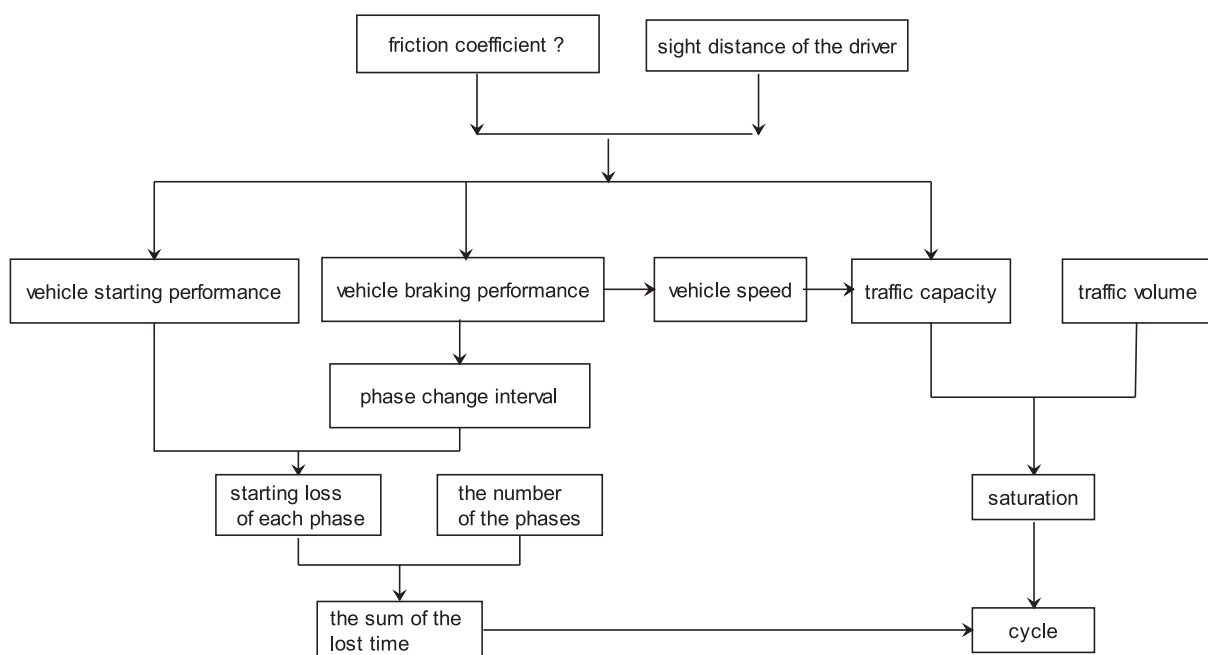 friction coefficient ?
sight distance of the driver
vehicle starting performance
vehicle braking performance
vehicle speed
traffic capacity
traffic volume
phase change interval
starting loss
of each phase
the number
of the phases
saturation
the sum of the
lost time
cycle